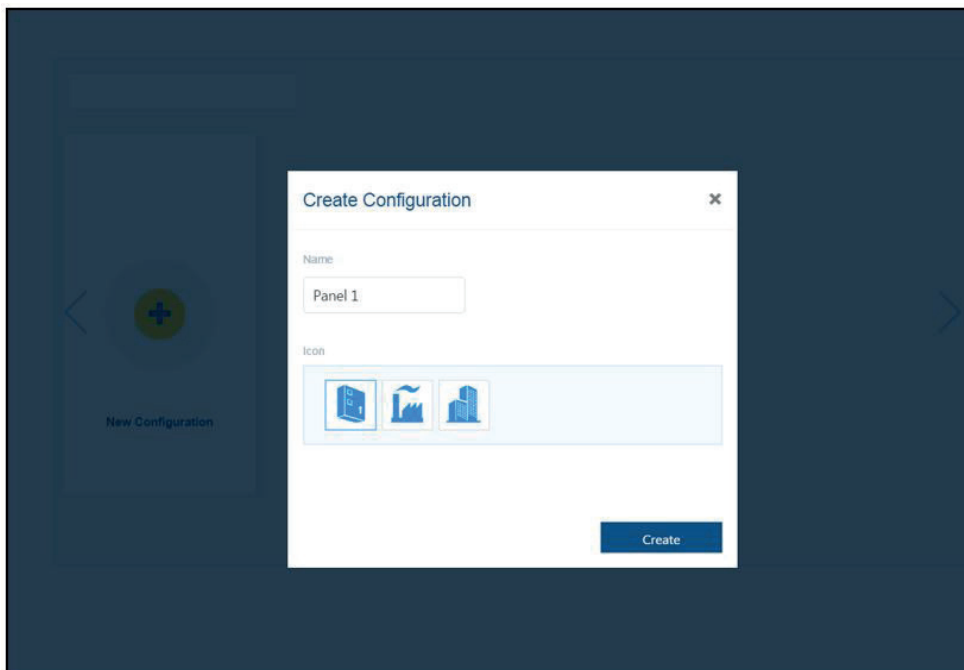 Create Configuration
Name
Panel 1
Icon
New Configuration
Create